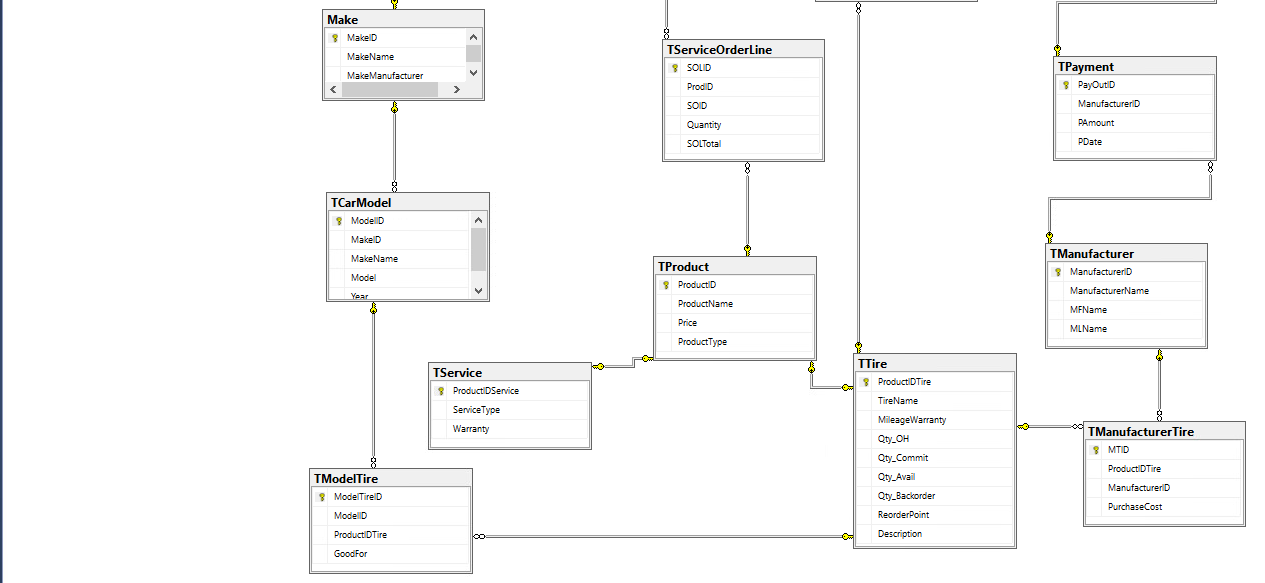 Make
MakeID
MakeName
MakeManufacturer
TServiceOrderLine
SOLID
ProdID
SOID
Quantity
SOLTotal
TPayment
PayOutID
ManufacturerID
PAmount
PDate
TCarModel
ModelID
MakeID
MakeName
Model
Year
TProduct
ProductID
ProductName
Price
ProductType
TManufacturer
ManufacturerID
ManufacturerName
MFName
MLName
TService
ProductIDService
ServiceType
Warranty
TTire
ProductIDTire
TireName
MileageWarranty
Qty_OH
Qty_Commit
Qty_Avail
Qty_Backorder
ReorderPoint
Description
TManufacturerTire
MTID
ProductIDTire
ManufacturerID
PurchaseCost
TModelTire
ModelTireID
ModelID
ProductIDTire
GoodFor